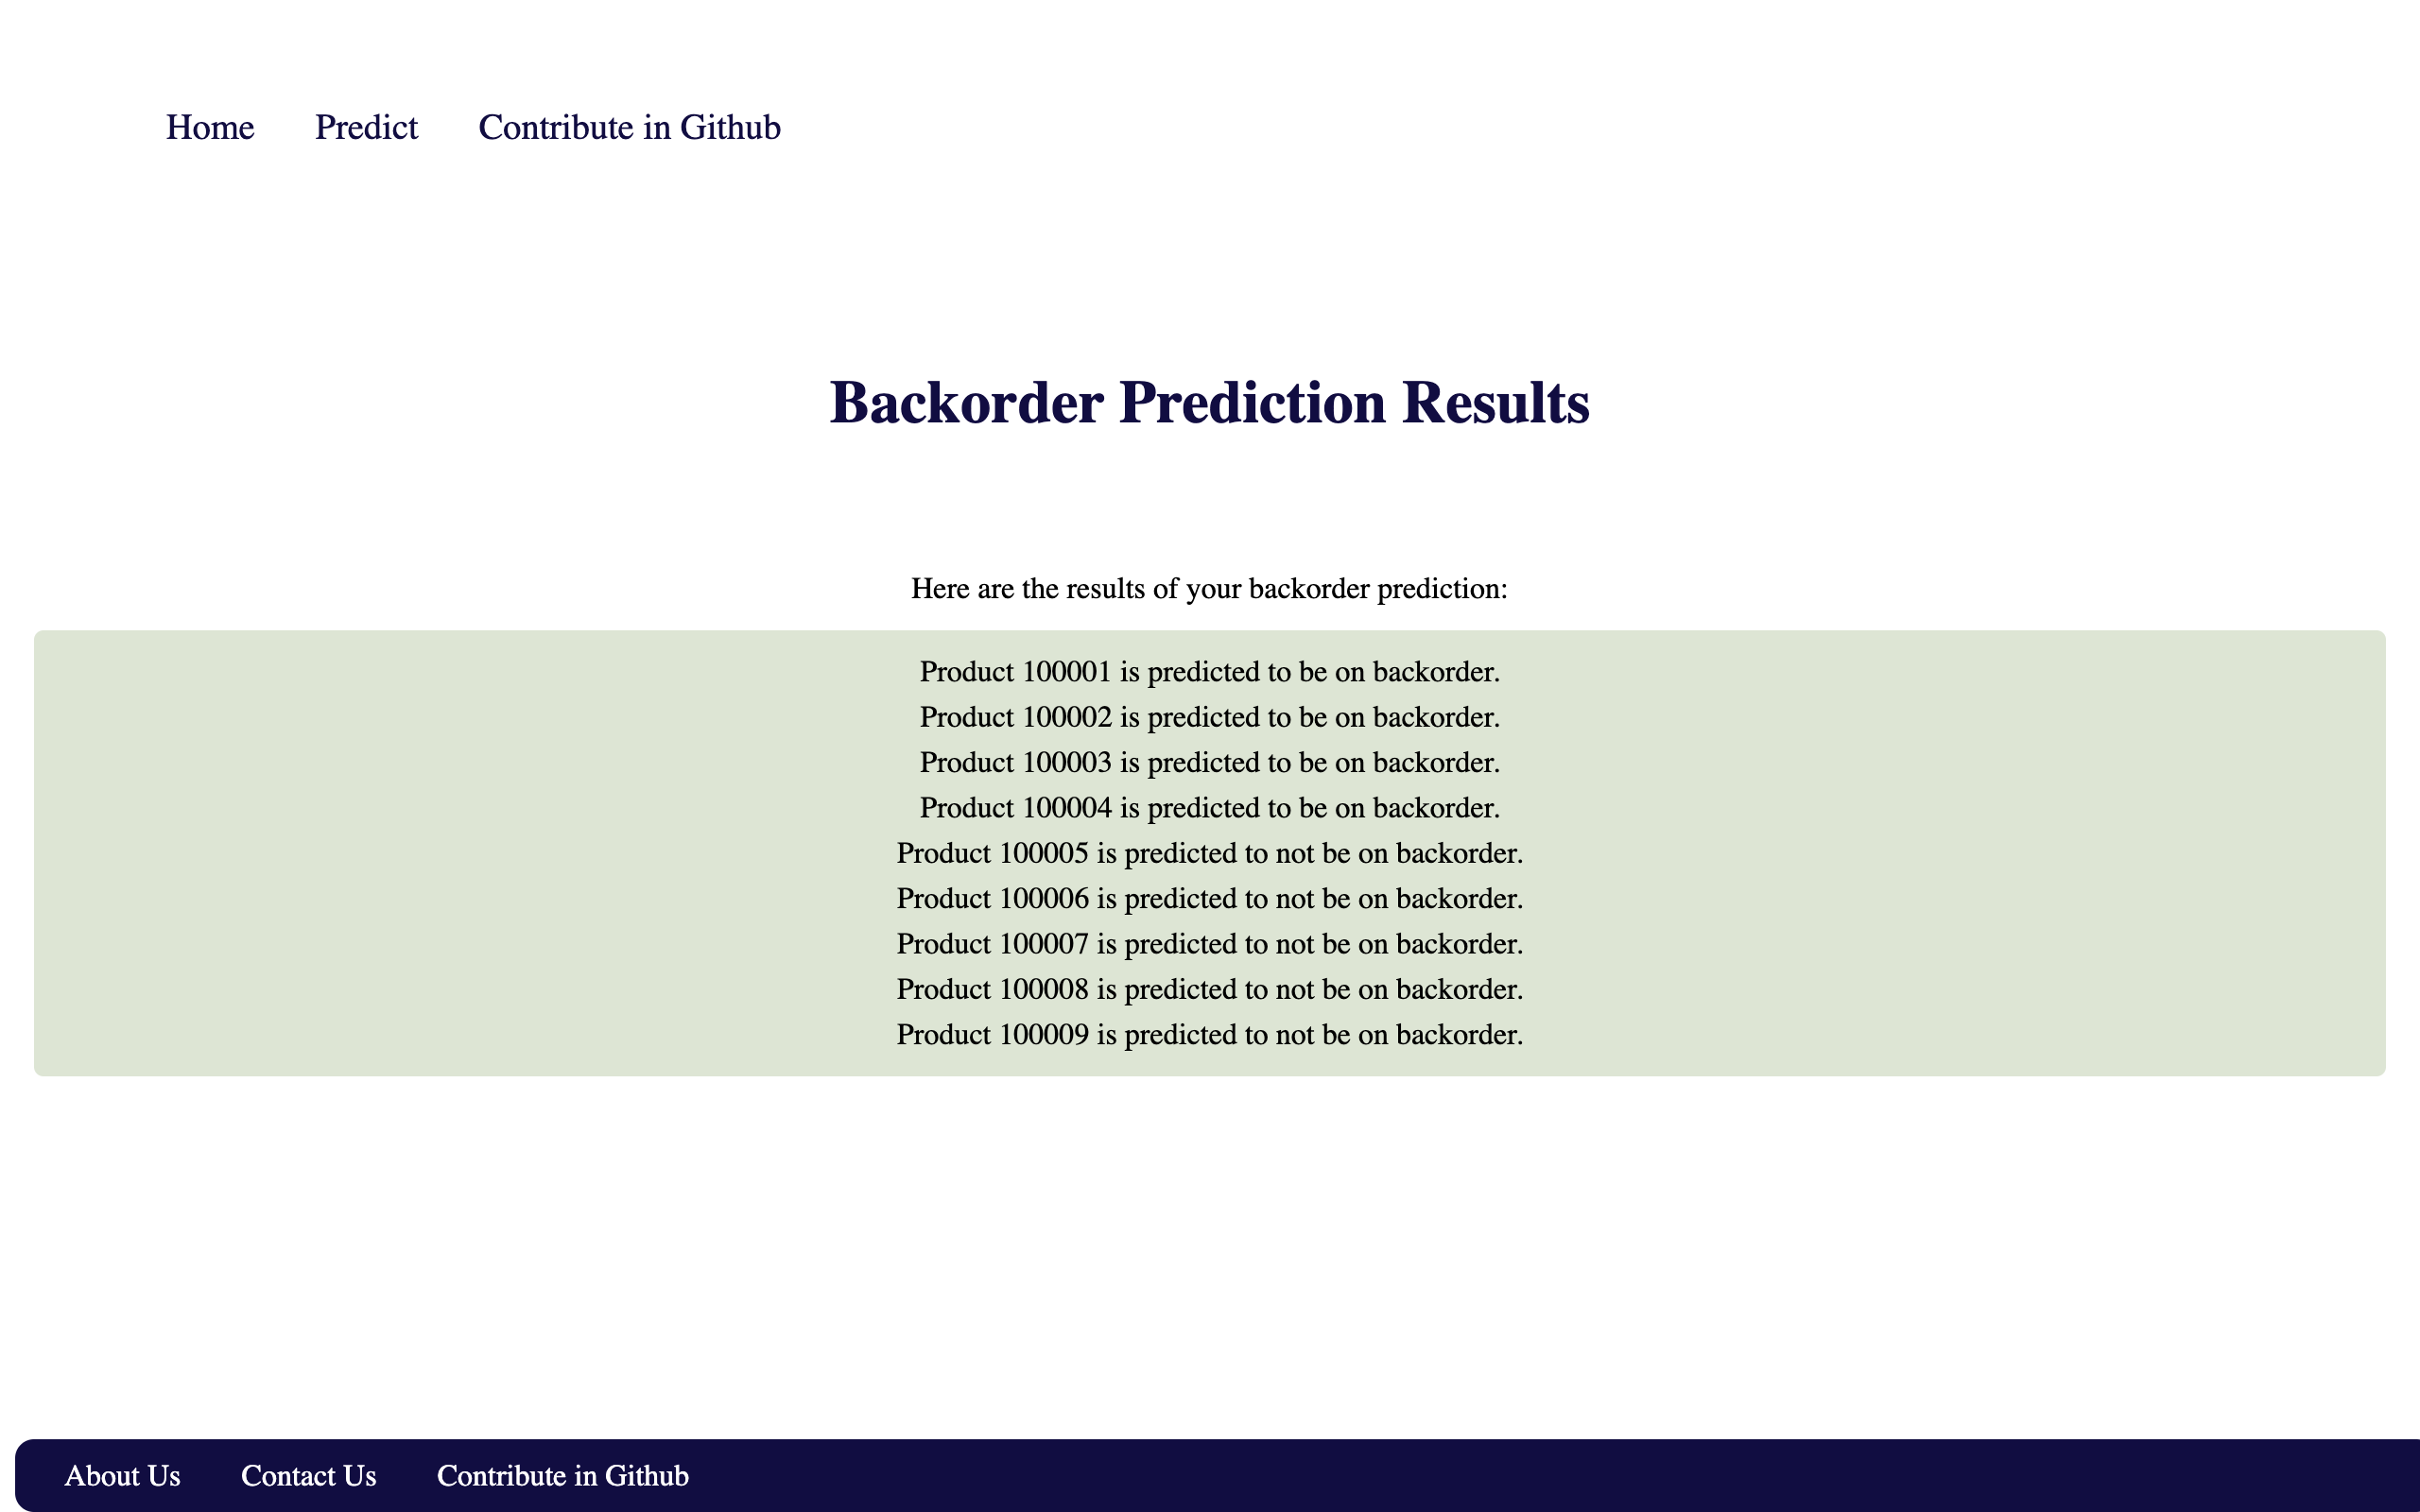 Home Predict Contribute in Github
Backorder Prediction Results
Here are the results of your backorder prediction:
Product 100001 is predicted to be on backorder.
Product 100002 is predicted to be on backorder.
Product 100003 is predicted to be on backorder.
Product 100004 is predicted to be on backorder.
Product 100005 is predicted to not be on backorder.
Product 100006 is predicted to not be on backorder.
Product 100007 is predicted to not be on backorder.
Product 100008 is predicted to not be on backorder.
Product 100009 is predicted to not be on backorder.
About Us Contact Us Contribute in Github